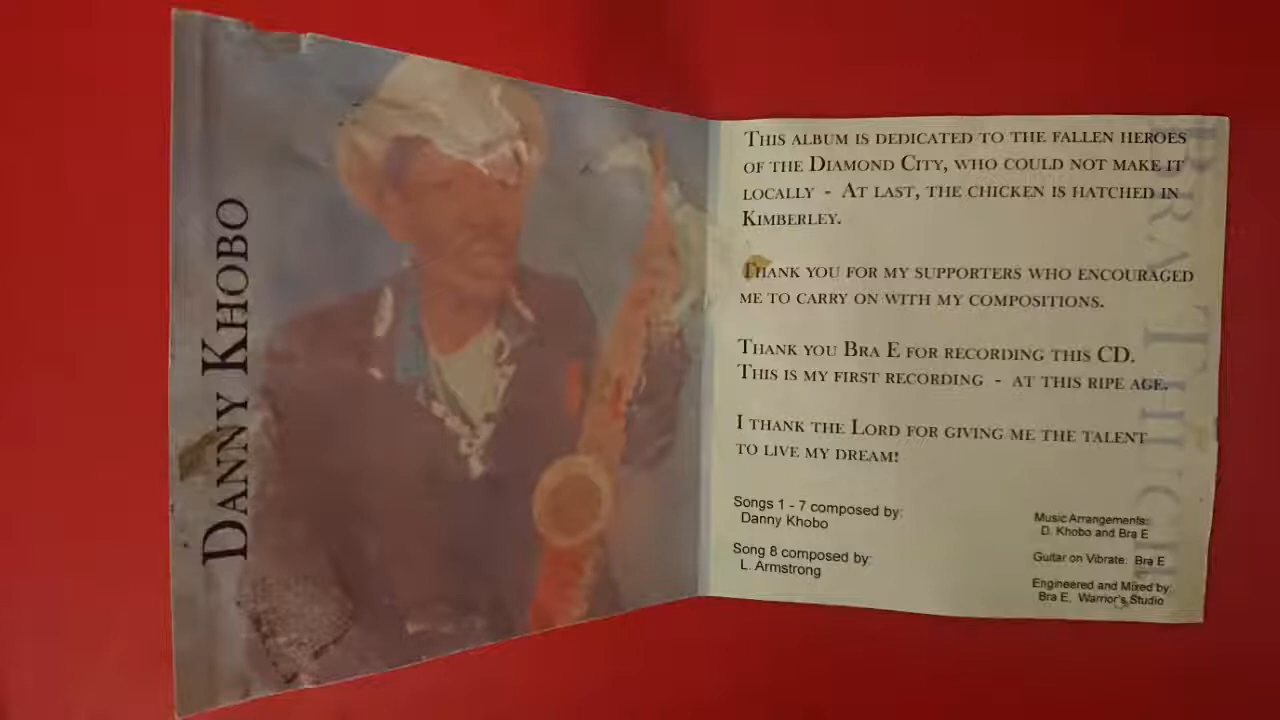 DANNY KHOBO
THIS ALBUM IS DEDICATED TO THE FALLEN HEROES
OF THE DIAMOND CITY, WHO COULD NOT MAKE IT
LOCALLY - AT LAST, THE CHICKEN IS HATCHED IN
KIMBERLEY.
THANK YOU FOR MY SUPPORTERS WHO ENCOURAGED
ME TO CARRY ON WITH MY COMPOSITIONS.
THANK YOU BRA E FOR RECORDING THIS CD.
THIS IS MY FIRST RECORDING - AT THIS RIPE AGE.
I THANK THE LORD FOR GIVING ME THE TALENT
TO LIVE MY DREAM!
Songs 1 - 7 composed by:
Danny Khobo
Song 8 composed by:
L. Armstrong
Music Arrangements:
D. Khobo and Bra E
Guitar on Vibrate: Bra E
Engineered and Mixed by:
Bra E. Warrior's Studio
BRA